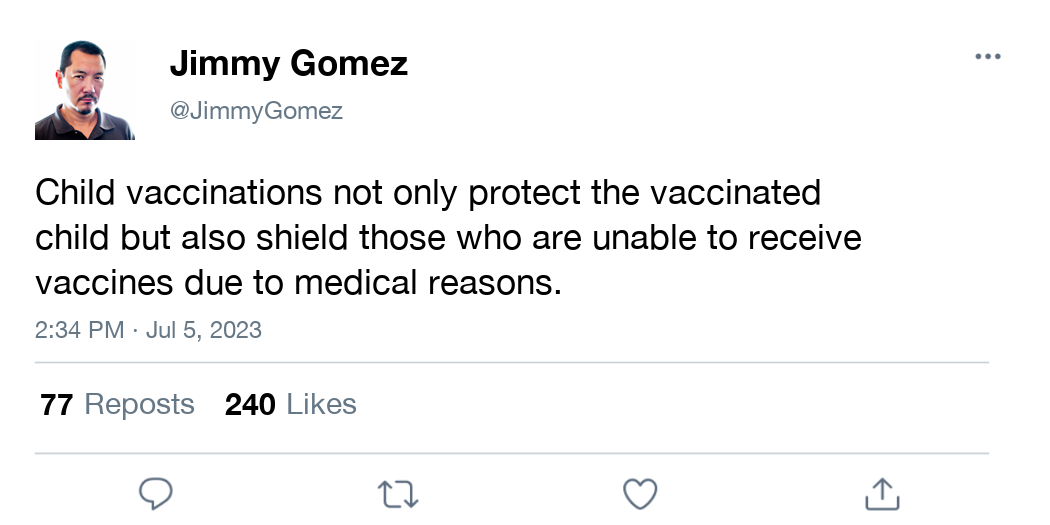 Jimmy Gomez
@JimmyGomez
Child vaccinations not only protect the vaccinated
child but also shield those who are unable to receive
vaccines due to medical reasons.
2:34 PM · Jul 5, 2023
77 Reposts 240 Likes